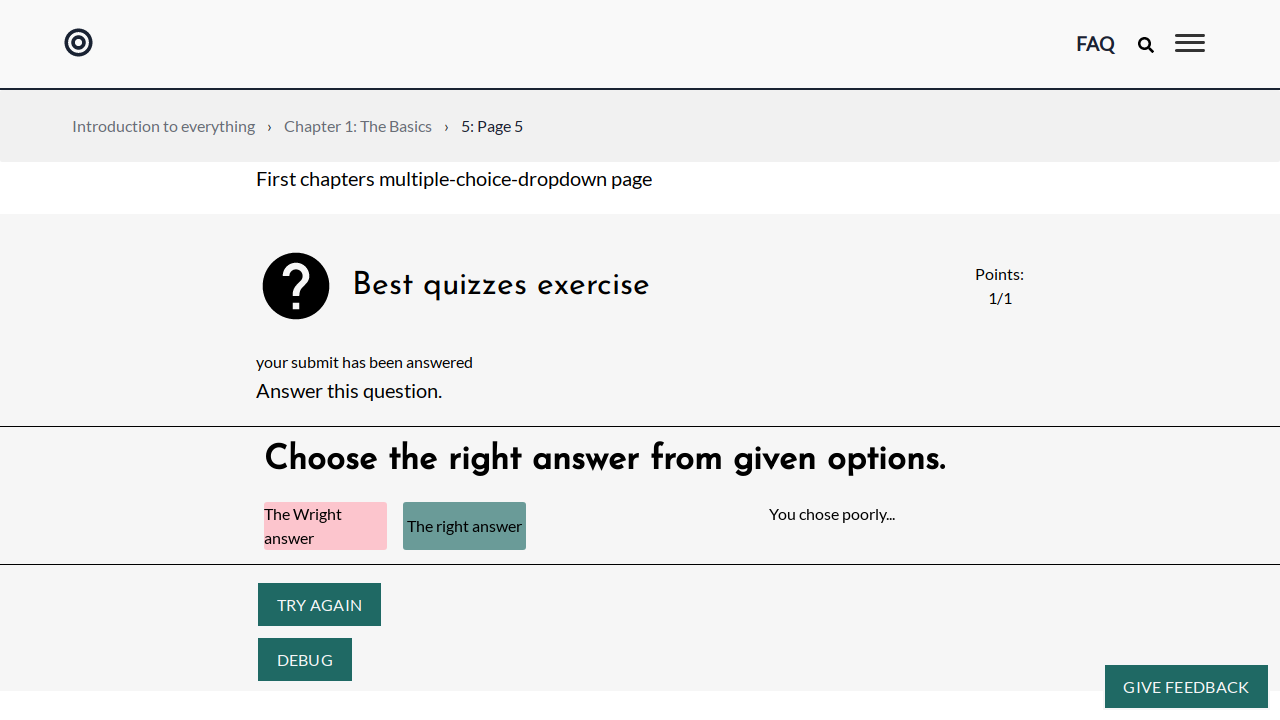 FAQ
Introduction to everything › Chapter 1: The Basics › 5: Page 5
First chapters multiple-choice-dropdown page
Best quizzes exercise
Points:
1/1
your submit has been answered
Answer this question.
Choose the right answer from given options.
The Wright
answer
The right answer
You chose poorly...
TRY AGAIN
DEBUG
GIVE FEEDBACK